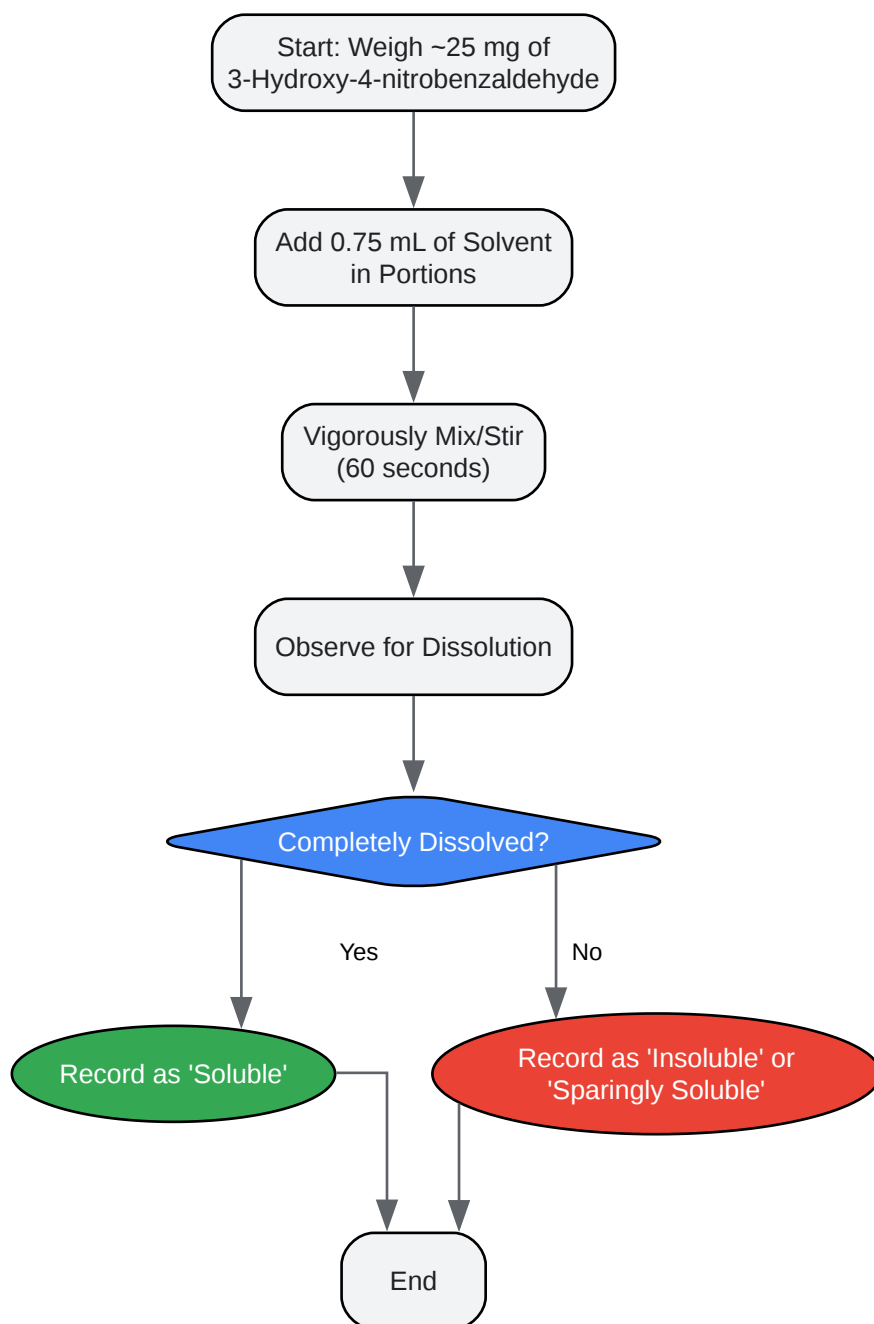 Start: Weigh ~25 mg of
3-Hydroxy-4-nitrobenzaldehyde
Add 0.75 mL of Solvent
in Portions
Vigorously Mix/Stir
(60 seconds)
Observe for Dissolution
Completely Dissolved?
Yes
No
Record as 'Soluble'
Record as 'Insoluble' or
'Sparingly Soluble'
End